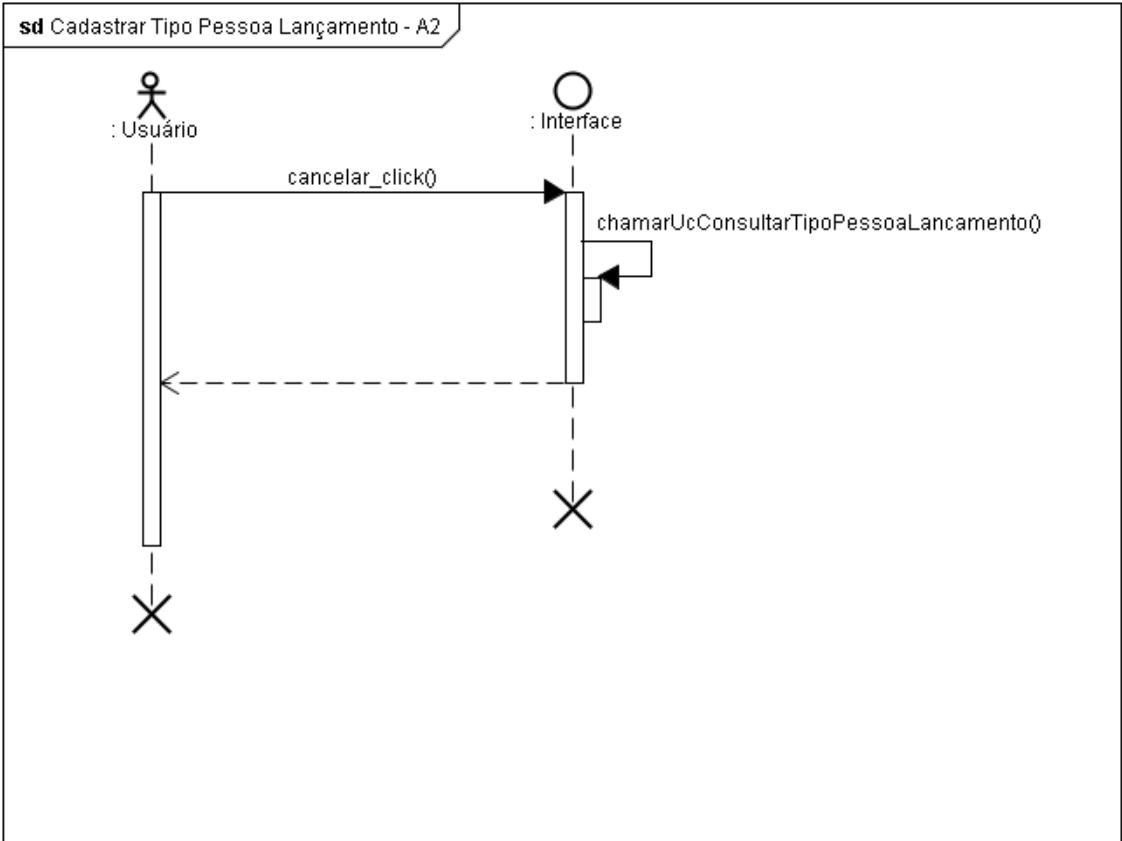 sd Cadastrar Tipo Pessoa Lançamento - A2
: Usuário
: Interface
cancelar_click()
chamarUcConsultarTipoPessoaLancamento()